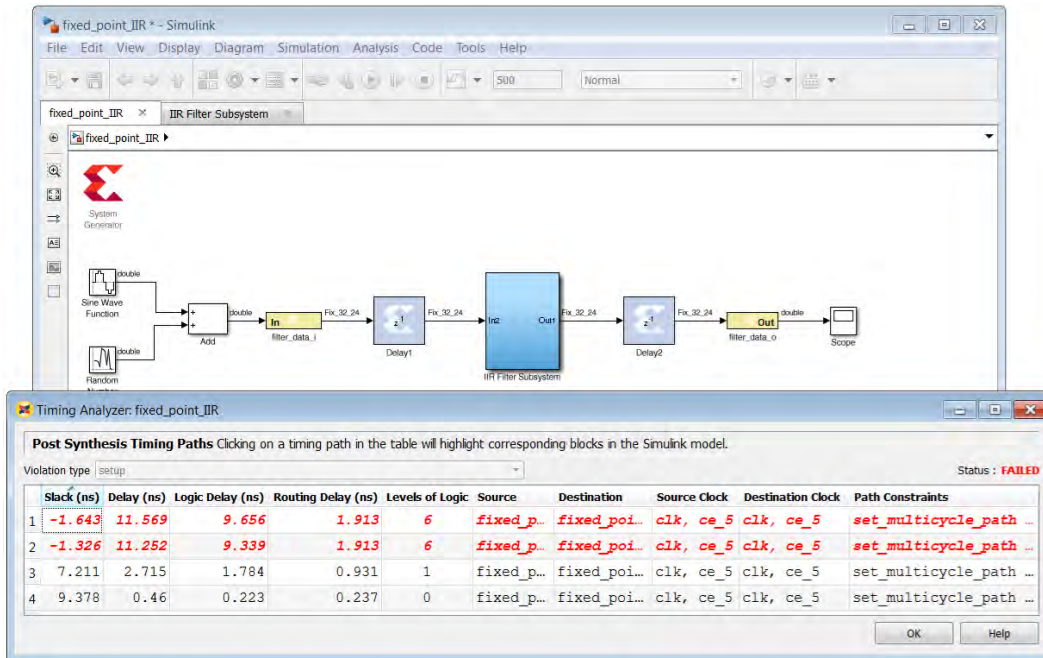 fixed_point_IIR * - Simulink
File Edit View Display Diagram Simulation Analysis Code Tools Help
500 Normal
fixed_point_IIR × IIR Filter Subsystem ×
fixed_point_IIR
System
Generator
double
Sine Wave
Function
double
Random
Add
double
In
filter_data_i
Fix_32_24
z-1
Delay1
Fix_32_24
In2 Out1
IIR Filter Subsystem
Fix_32_24
z-1
Delay2
Fix_32_24
Out
filter_data_o
double
Scope
Timing Analyzer: fixed_point_IIR
Post Synthesis Timing Paths Clicking on a timing path in the table will highlight corresponding blocks in the Simulink model.
Violation type setup Status : FAILED
Slack (ns) Delay (ns) Logic Delay (ns) Routing Delay (ns) Levels of Logic Source Destination Source Clock Destination Clock Path Constraints
1 -1.643 11.569 9.656 1.913 6 fixed_p... fixed_poi... clk, ce_5 clk, ce_5 set_multicycle_path ...
2 -1.326 11.252 9.339 1.913 6 fixed_p... fixed_poi... clk, ce_5 clk, ce_5 set_multicycle_path ...
3 7.211 2.715 1.784 0.931 1 fixed_p... fixed_poi... clk, ce_5 clk, ce_5 set_multicycle_path ...
4 9.378 0.46 0.223 0.237 0 fixed_p... fixed_poi... clk, ce_5 clk, ce_5 set_multicycle_path ...
OK Help